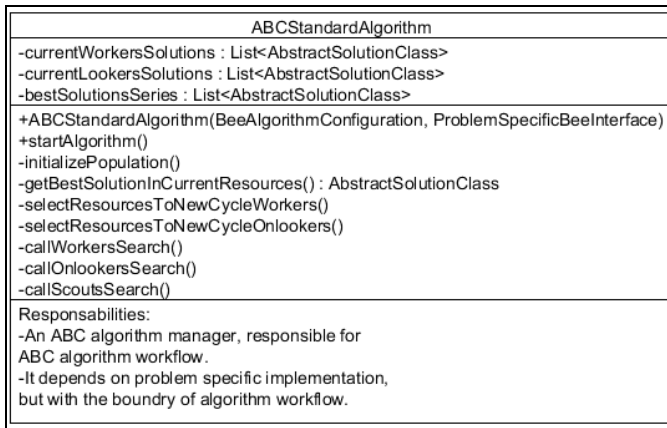 ABCStandardAlgorithm
-currentWorkersSolutions : List<AbstractSolutionClass>
-currentLookersSolutions : List<AbstractSolutionClass>
-bestSolutionsSeries : List<AbstractSolutionClass>
+ABCStandardAlgorithm(BeeAlgorithmConfiguration, ProblemSpecificBeeInterface)
+startAlgorithm()
-initializePopulation()
-getBestSolutionInCurrentResources() : AbstractSolutionClass
-selectResourcesToNewCycleWorkers()
-selectResourcesToNewCycleOnlookers()
-callWorkersSearch()
-callOnlookersSearch()
-callScoutsSearch()
Responsabilities:
-An ABC algorithm manager, responsible for
ABC algorithm workflow.
-It depends on problem specific implementation,
but with the boundry of algorithm workflow.